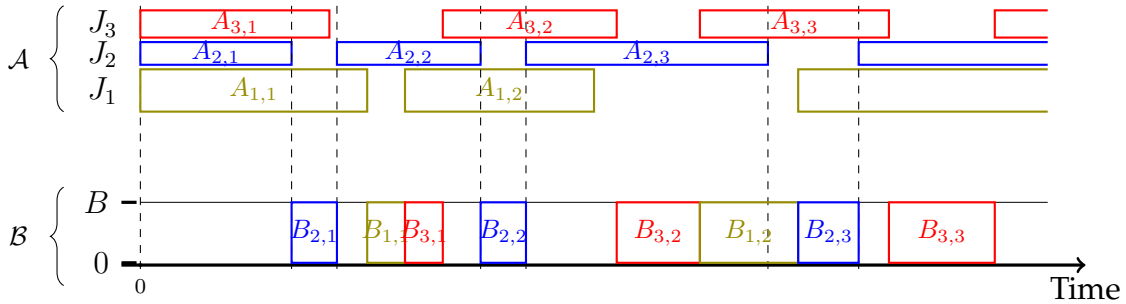 J3 A3,1 A3,2 A3,3
𝒜 J2 A2,1 A2,2 A2,3
J1 A1,1 A1,2
B
ℬ B2,1 B1,1 B3,1 B2,2 B3,2 B1,2 B2,3 B3,3
0
0 Time